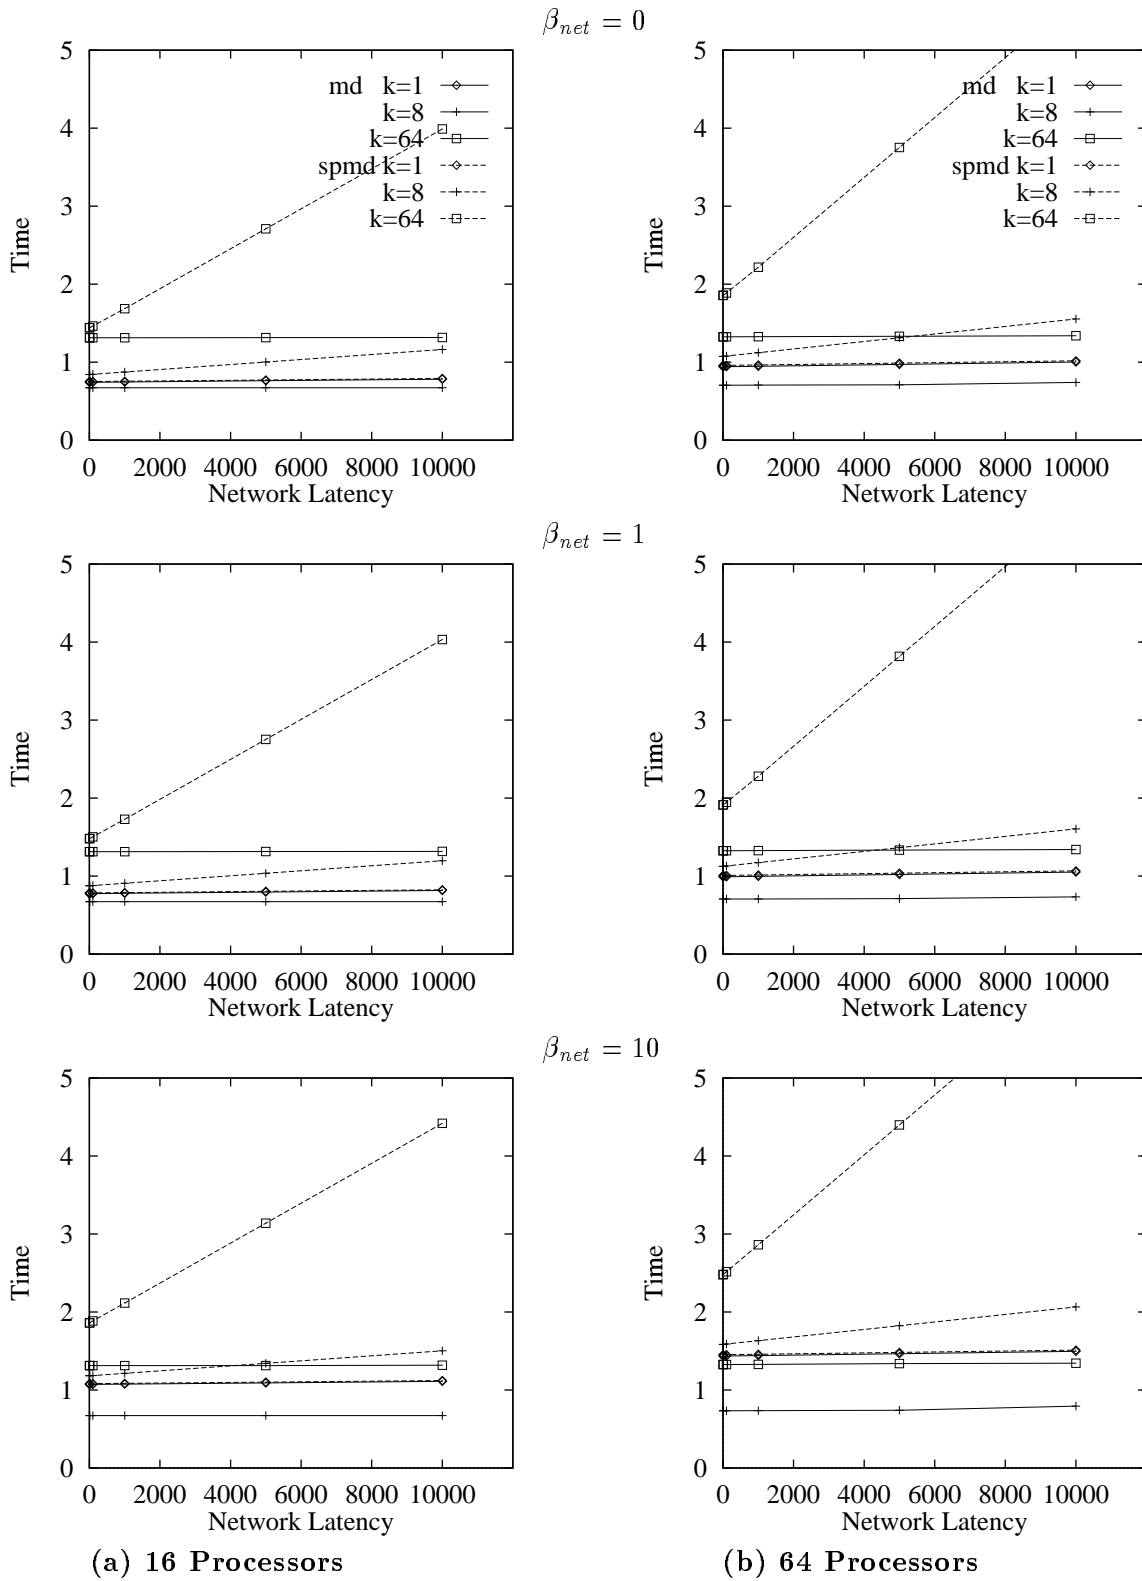 β_net = 0
5
4
3
2
1
0
Time
md k=1
k=8
k=64
spmd k=1
k=8
k=64
0 2000 4000 6000 8000 10000
Network Latency
5
4
3
2
1
0
Time
md k=1
k=8
k=64
spmd k=1
k=8
k=64
0 2000 4000 6000 8000 10000
Network Latency
β_net = 1
5
4
3
2
1
0
Time
0 2000 4000 6000 8000 10000
Network Latency
5
4
3
2
1
0
Time
0 2000 4000 6000 8000 10000
Network Latency
β_net = 10
5
4
3
2
1
0
Time
0 2000 4000 6000 8000 10000
Network Latency
5
4
3
2
1
0
Time
0 2000 4000 6000 8000 10000
Network Latency
(a) 16 Processors
(b) 64 Processors